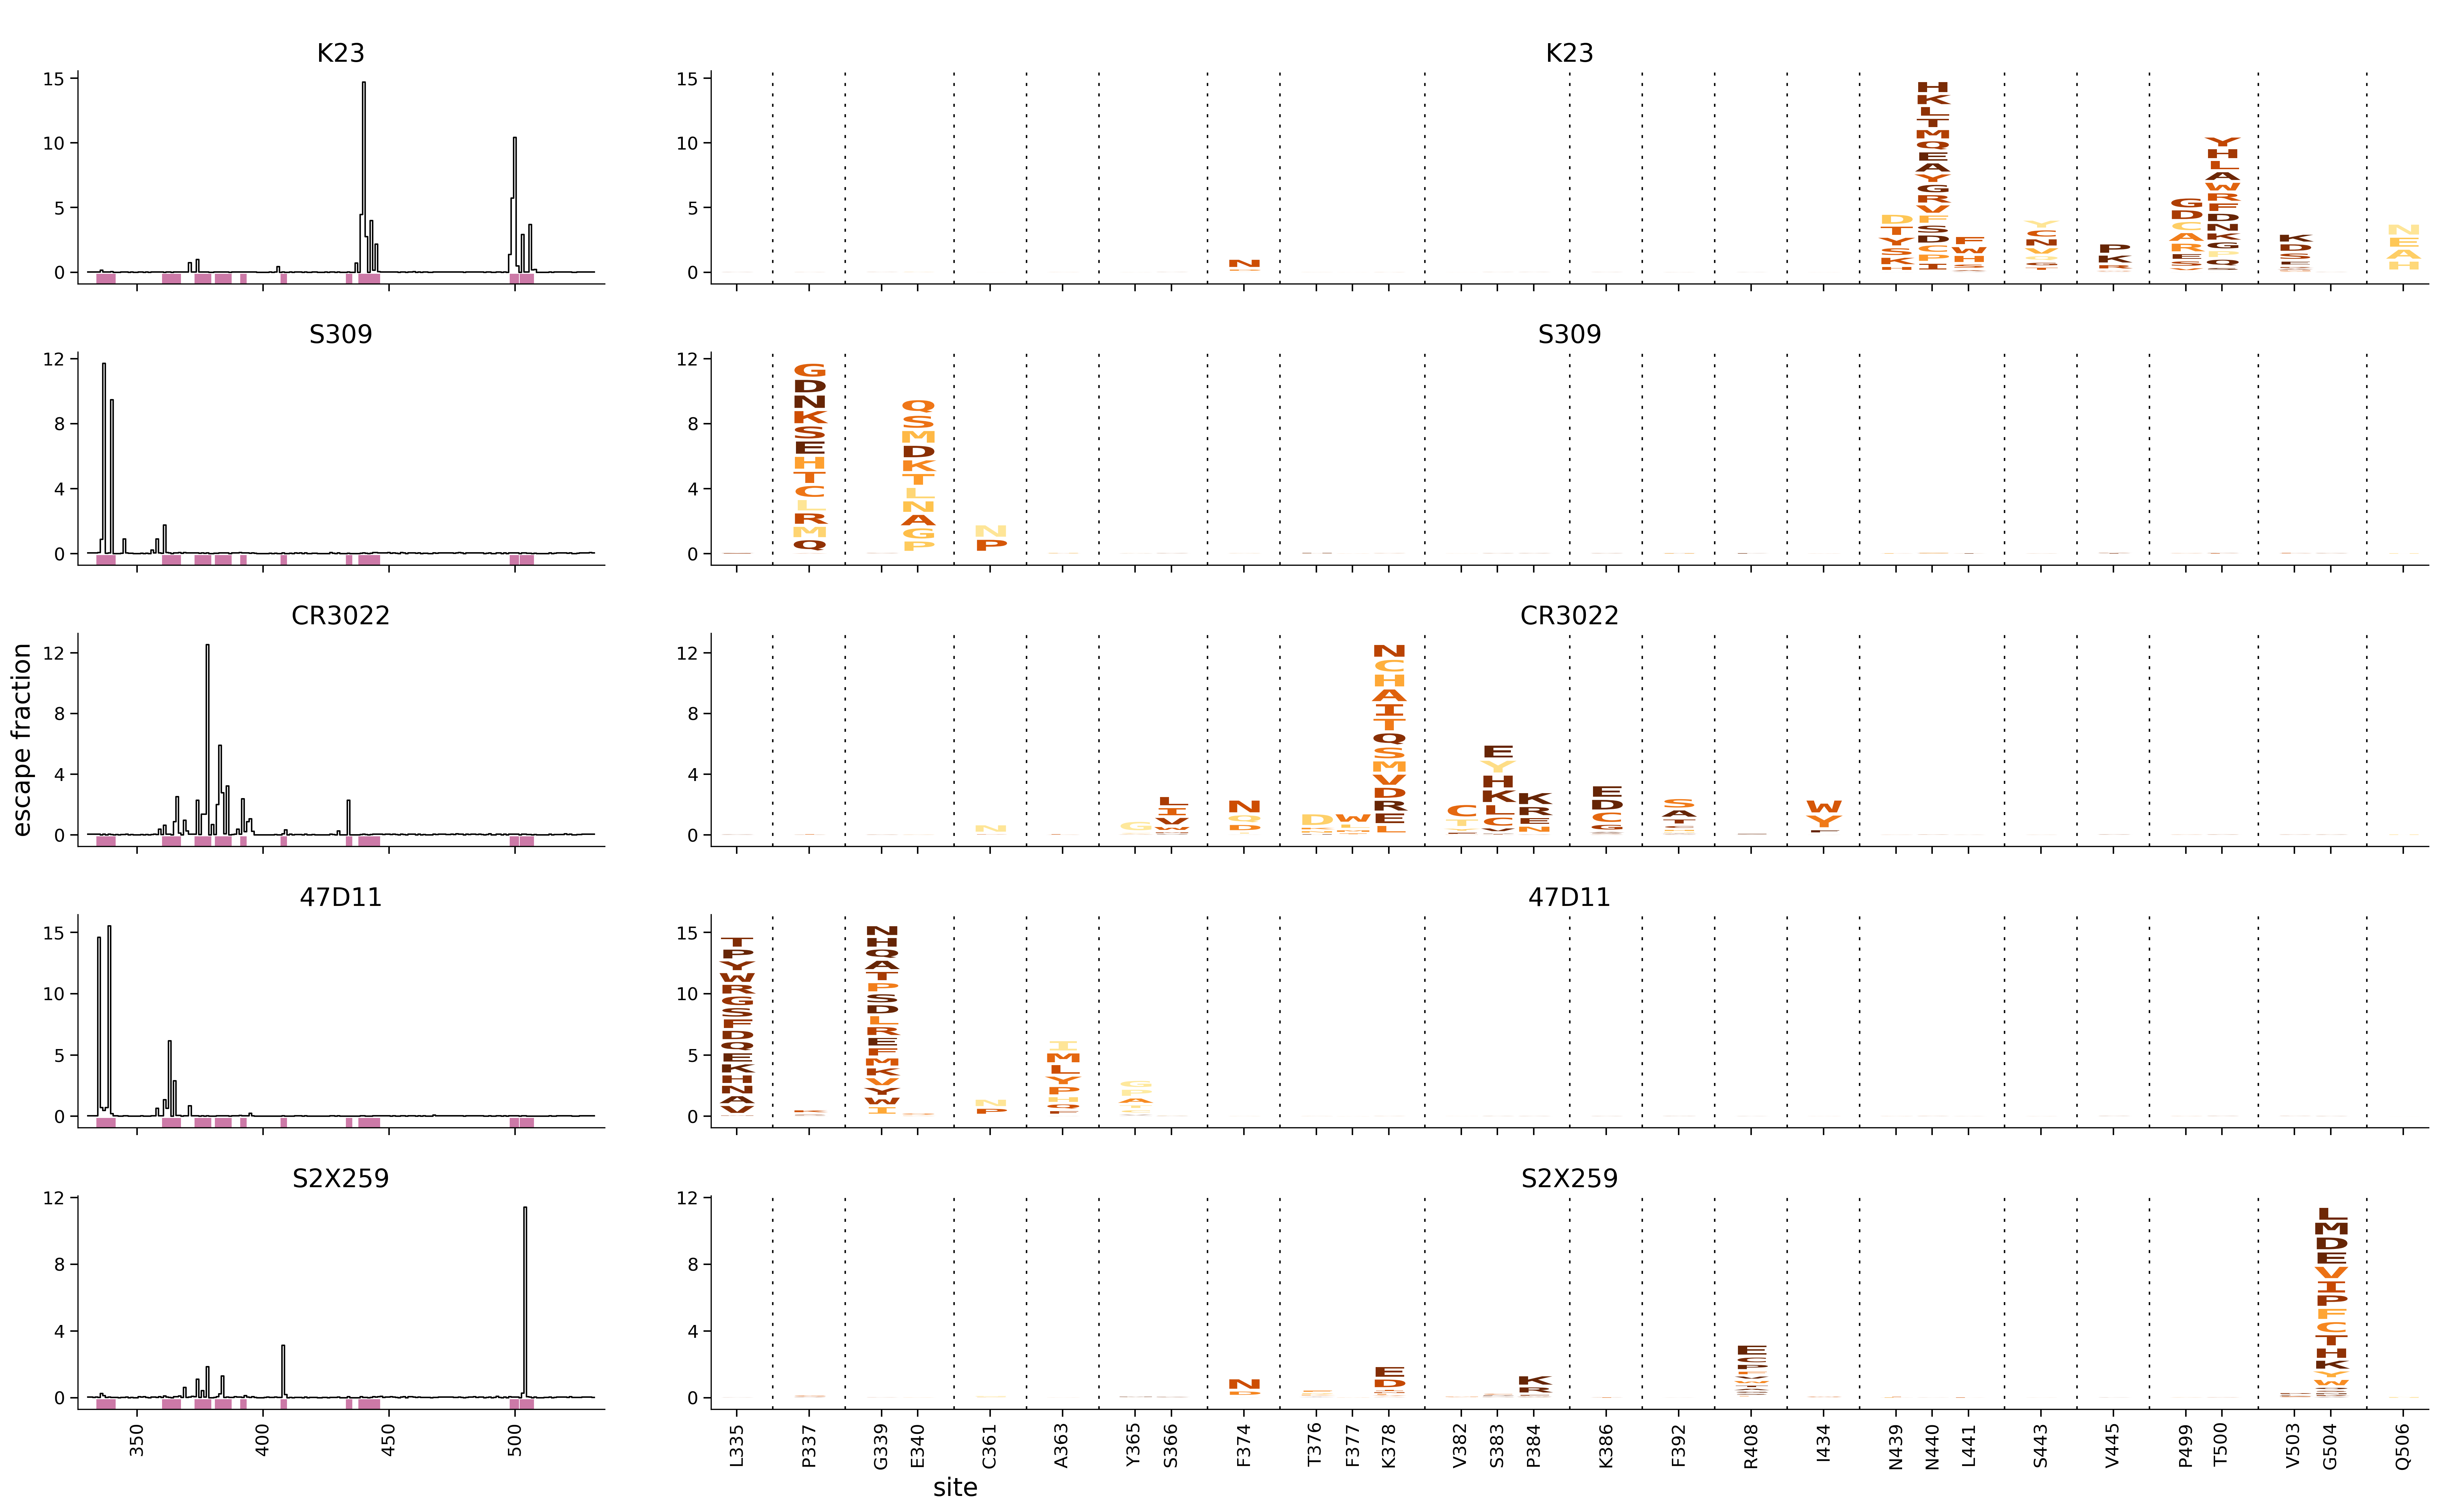 K23
K23
15
10
5
0
15
10
5
0
H
K
L
T
M
Q
E
A
Y
G
R
V
F
S
D
C
P
I
D
T
Y
S
K
H
F
W
H
S
Y
C
N
V
P
K
R
G
D
C
A
R
E
S
Y
H
L
A
W
R
F
D
N
K
G
P
Q
K
D
S
N
E
A
H
N
S309
S309
12
8
4
0
12
8
4
0
G
D
N
K
S
E
H
T
C
L
R
M
Q
Q
S
M
D
K
T
L
N
A
G
P
N
P
CR3022
CR3022
escape fraction
12
8
4
0
12
8
4
0
N
C
H
A
I
T
Q
S
M
V
D
R
E
L
N
G
L
I
V
W
N
Q
D
D
W
C
T
E
Y
H
K
L
C
V
K
R
E
N
E
D
C
G
S
A
T
W
Y
F
47D11
47D11
15
10
5
0
15
10
5
0
T
P
Y
W
R
G
S
F
D
Q
E
K
H
N
A
V
N
H
Q
A
T
P
S
D
L
R
E
F
M
K
V
Y
W
I
N
P
I
M
L
Y
P
H
Q
F
G
S2X259
S2X259
12
8
4
0
12
8
4
0
N
D
E
D
K
R
E
C
P
L
M
D
E
V
I
P
F
C
T
H
K
Y
W
350
400
450
500
L335
P337
G339
E340
C361
A363
Y365
S366
F374
T376
F377
K378
V382
S383
P384
K386
F392
R408
I434
N439
N440
L441
S443
V445
P499
T500
V503
G504
Q506
site